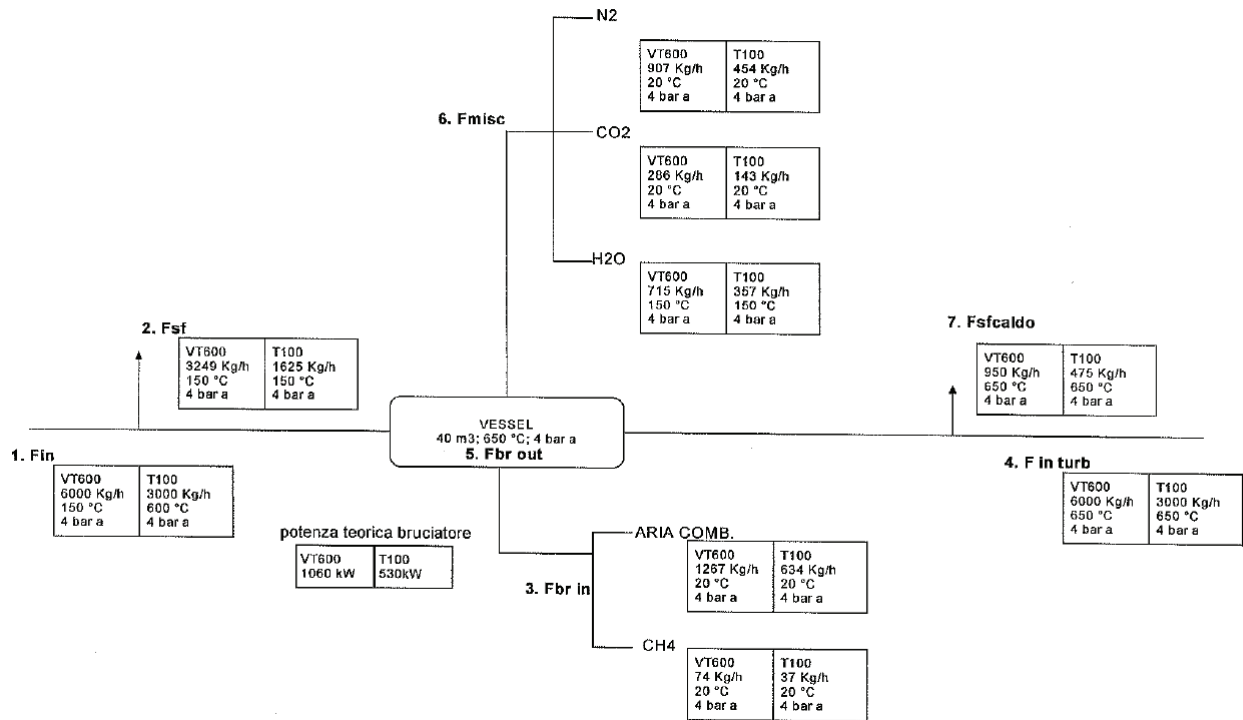 N2
VT600 T100
907 Kg/h 454 Kg/h
20 °C 20 °C
4 bar a 4 bar a
6. Fmisc
CO2
VT600 T100
286 Kg/h 143 Kg/h
20 °C 20 °C
4 bar a 4 bar a
H2O
VT600 T100
715 Kg/h 357 Kg/h
150 °C 150 °C
4 bar a 4 bar a
2. Fsf
VT600 T100
3249 Kg/h 1625 Kg/h
150 °C 150 °C
4 bar a 4 bar a
7. Fsfcaldo
VT600 T100
950 Kg/h 475 Kg/h
650 °C 650 °C
4 bar a 4 bar a
VESSEL
40 m3; 650 °C; 4 bar a
5. Fbr out
1. Fin
VT600 T100
6000 Kg/h 3000 Kg/h
150 °C 600 °C
4 bar a 4 bar a
4. F in turb
VT600 T100
6000 Kg/h 3000 Kg/h
650 °C 650 °C
4 bar a 4 bar a
potenza teorica bruciatore
VT600 T100
1060 kW 530kW
ARIA COMB.
VT600 T100
1267 Kg/h 634 Kg/h
20 °C 20 °C
4 bar a 4 bar a
3. Fbr in
CH4
VT600 T100
74 Kg/h 37 Kg/h
20 °C 20 °C
4 bar a 4 bar a